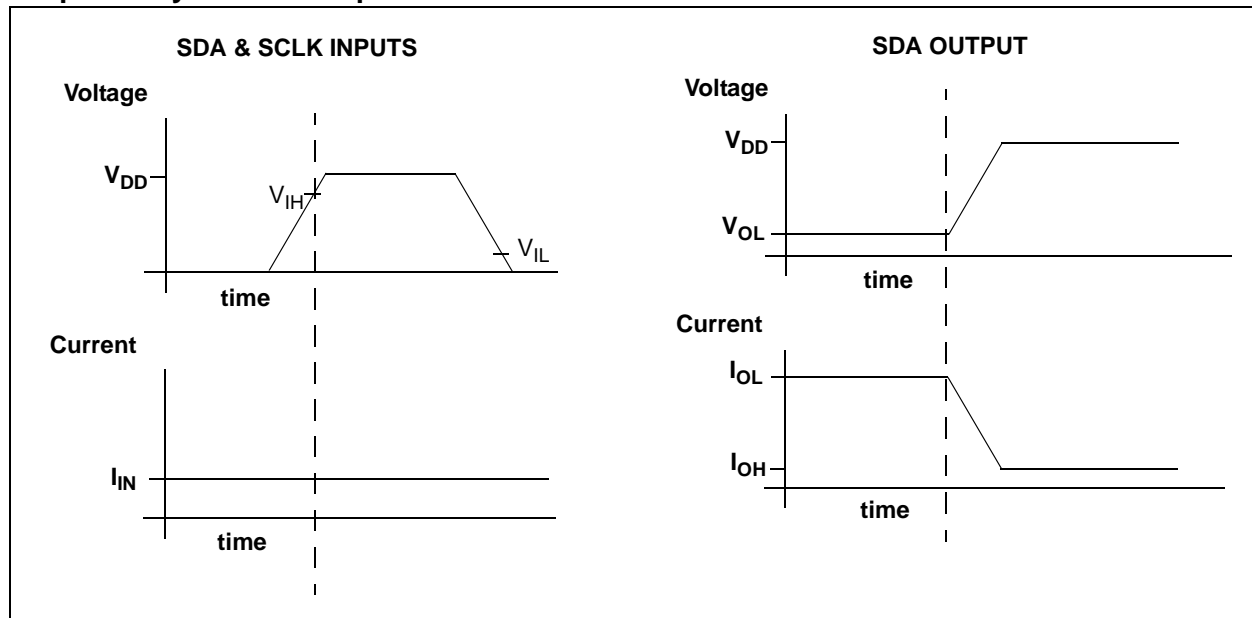 SDA & SCLK INPUTS
Voltage
VDD
VIH
VIL
time
Current
IIN
time
SDA OUTPUT
Voltage
VDD
VOL
time
Current
IOL
IOH
time